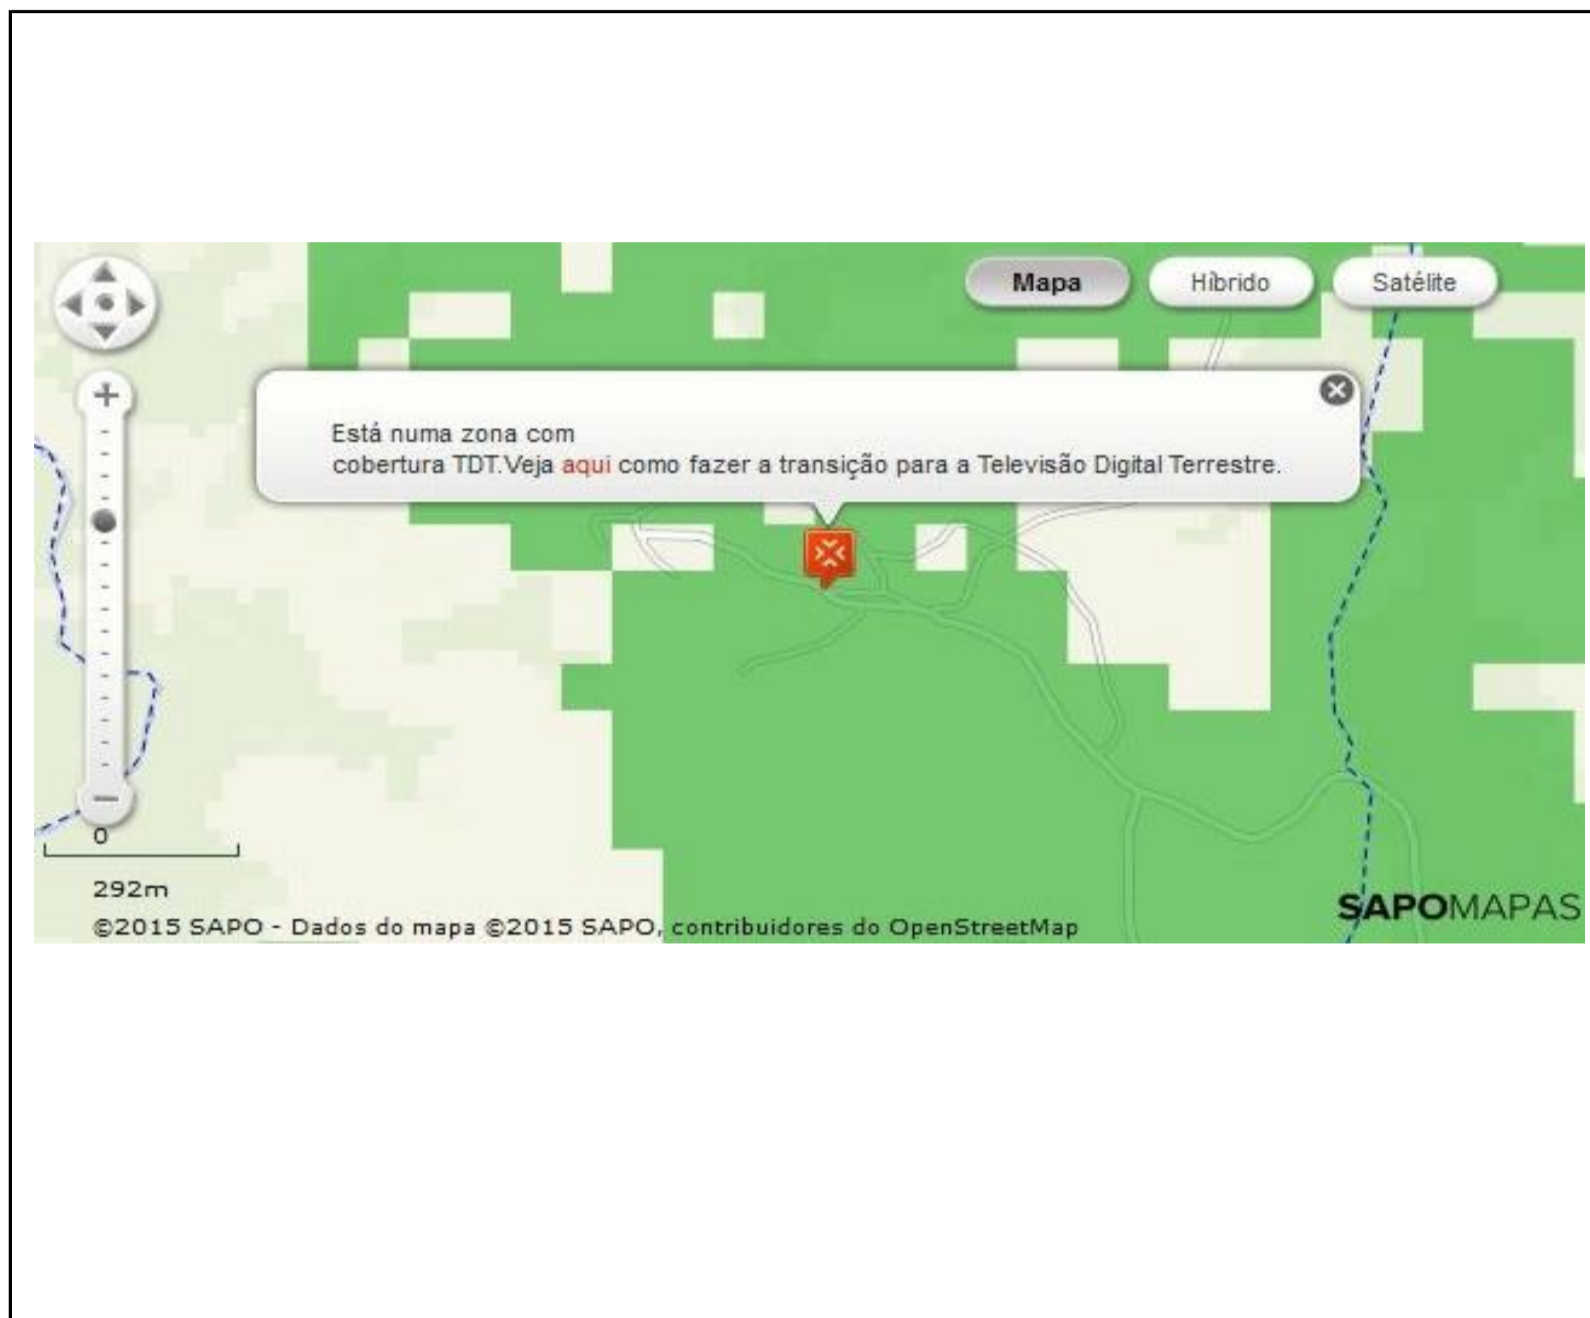 Mapa
Híbrido
Satélite
Está numa zona com
cobertura TDT.Veja aqui como fazer a transição para a Televisão Digital Terrestre.
0
292m
©2015 SAPO - Dados do mapa ©2015 SAPO, contribuidores do OpenStreetMap
SAPOMAPAS